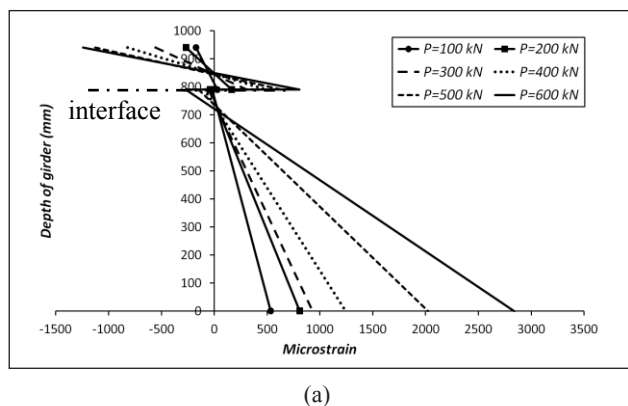 1000
900
800
700
600
500
400
300
200
100
0
Depth of girder (mm)
interface
P=100 kN P=200 kN
P=300 kN P=400 kN
P=500 kN P=600 kN
-1500 -1000 -500 0 500 1000 1500 2000 2500 3000 3500
Microstrain
(a)